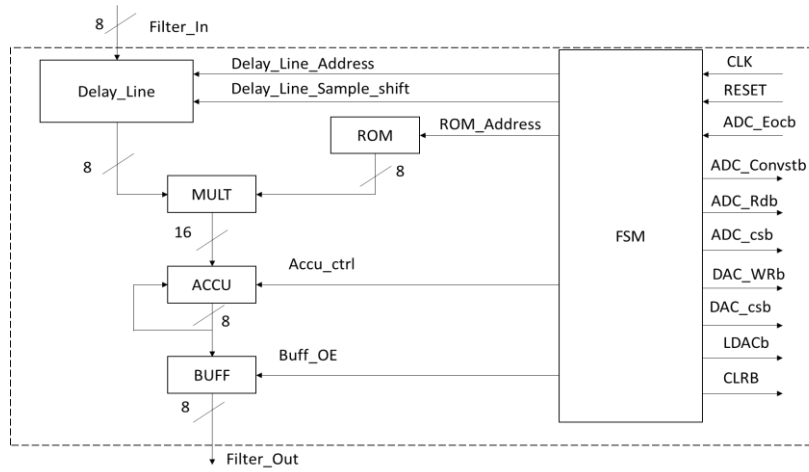 8
Filter_In
Delay_Line
Delay_Line_Address
Delay_Line_Sample_shift
CLK
RESET
ROM
ROM_Address
ADC_Eocb
8
8
ADC_Convstb
MULT
ADC_Rdb
16
FSM
ADC_csb
ACCU
Accu_ctrl
DAC_WRb
8
DAC_csb
LDACb
BUFF
Buff_OE
CLRB
8
Filter_Out